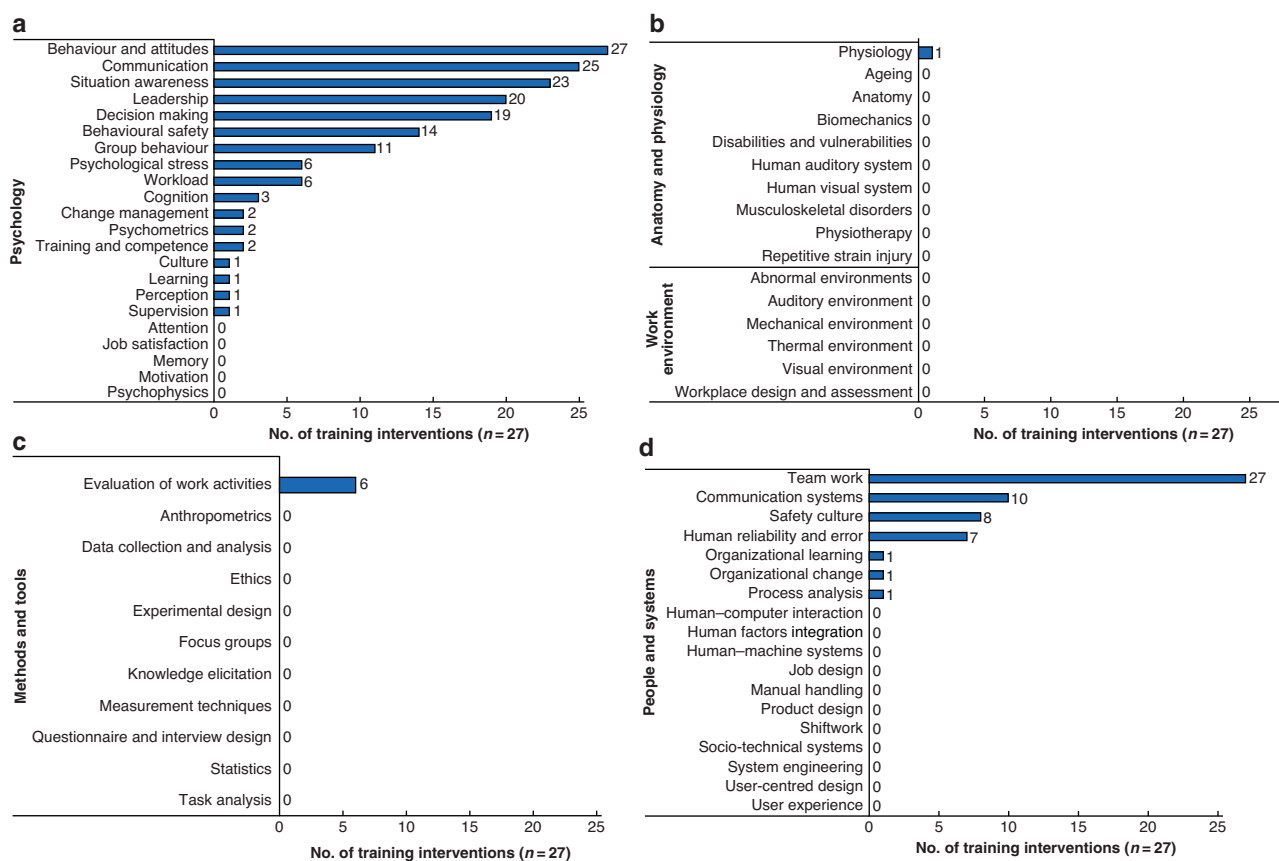 a
Psychology
Behaviour and attitudes 27
Communication 25
Situation awareness 23
Leadership 20
Decision making 19
Behavioural safety 14
Group behaviour 11
Psychological stress 6
Workload 6
Cognition 3
Change management 2
Psychometrics 2
Training and competence 2
Culture 1
Learning 1
Perception 1
Supervision 1
Attention 0
Job satisfaction 0
Memory 0
Motivation 0
Psychophysics 0
0 5 10 15 20 25
No. of training interventions (n = 27)
b
Anatomy and physiology
Physiology 1
Ageing 0
Anatomy 0
Biomechanics 0
Disabilities and vulnerabilities 0
Human auditory system 0
Human visual system 0
Musculoskeletal disorders 0
Physiotherapy 0
Repetitive strain injury 0
Work
environment
Abnormal environments 0
Auditory environment 0
Mechanical environment 0
Thermal environment 0
Visual environment 0
Workplace design and assessment 0
0 5 10 15 20 25
No. of training interventions (n = 27)
c
Methods and tools
Evaluation of work activities 6
Anthropometrics 0
Data collection and analysis 0
Ethics 0
Experimental design 0
Focus groups 0
Knowledge elicitation 0
Measurement techniques 0
Questionnaire and interview design 0
Statistics 0
Task analysis 0
0 5 10 15 20 25
No. of training interventions (n = 27)
d
People and systems
Team work 27
Communication systems 10
Safety culture 8
Human reliability and error 7
Organizational learning 1
Organizational change 1
Process analysis 1
Human–computer interaction 0
Human factors integration 0
Human–machine systems 0
Job design 0
Manual handling 0
Product design 0
Shiftwork 0
Socio-technical systems 0
System engineering 0
User-centred design 0
User experience 0
0 5 10 15 20 25
No. of training interventions (n = 27)